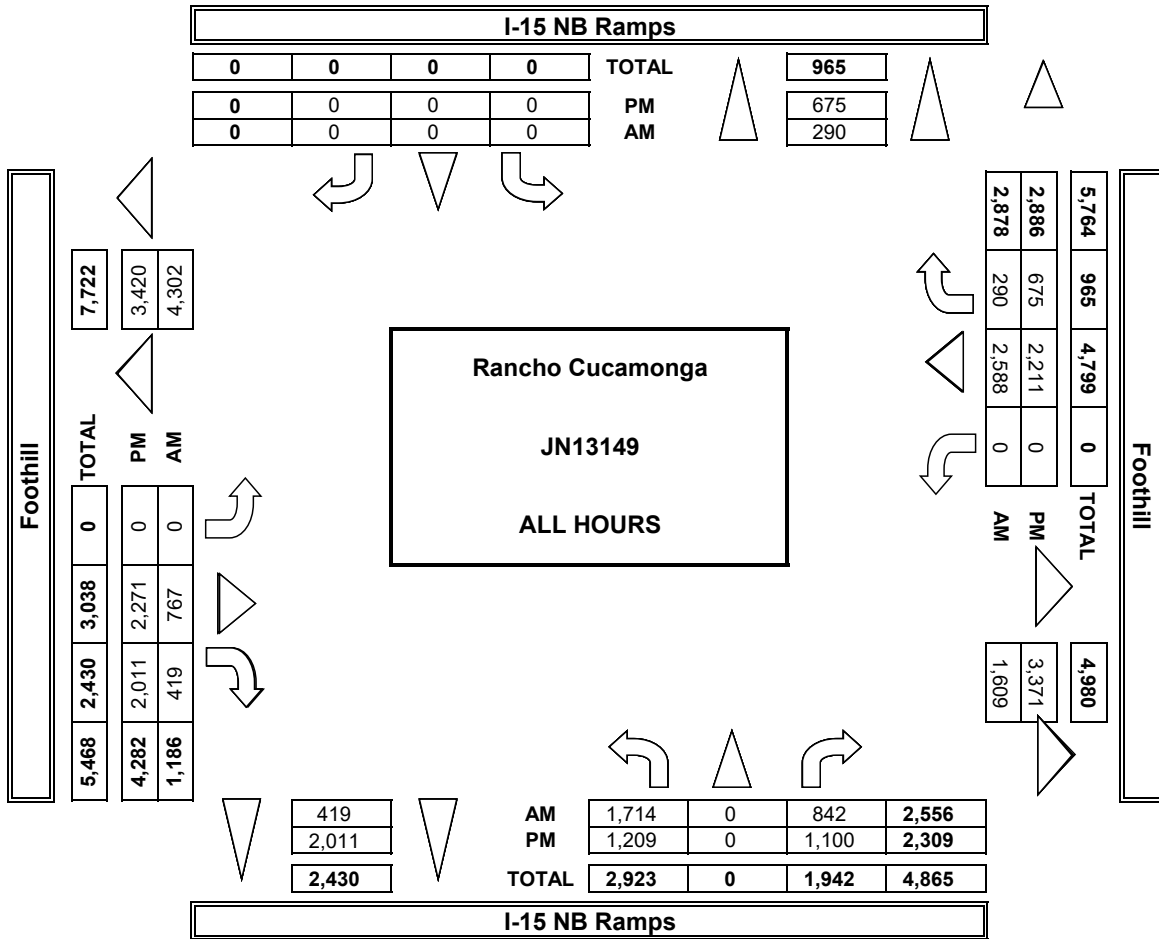 I-15 NB Ramps
0 0 0 0 TOTAL 965
0 0 0 0 PM 675
0 0 0 0 AM 290
Foothill
7,722
3,420
4,302
TOTAL 0 3,038 2,430 5,468
PM 0 2,271 2,011 4,282
AM 0 767 419 1,186
Rancho Cucamonga
JN13149
ALL HOURS
5,764 965 4,799 0 TOTAL
2,886 675 2,211 0 PM
2,878 290 2,588 0 AM
4,980
3,371
1,609
Foothill
419 AM 1,714 0 842 2,556
2,011 PM 1,209 0 1,100 2,309
2,430 TOTAL 2,923 0 1,942 4,865
I-15 NB Ramps